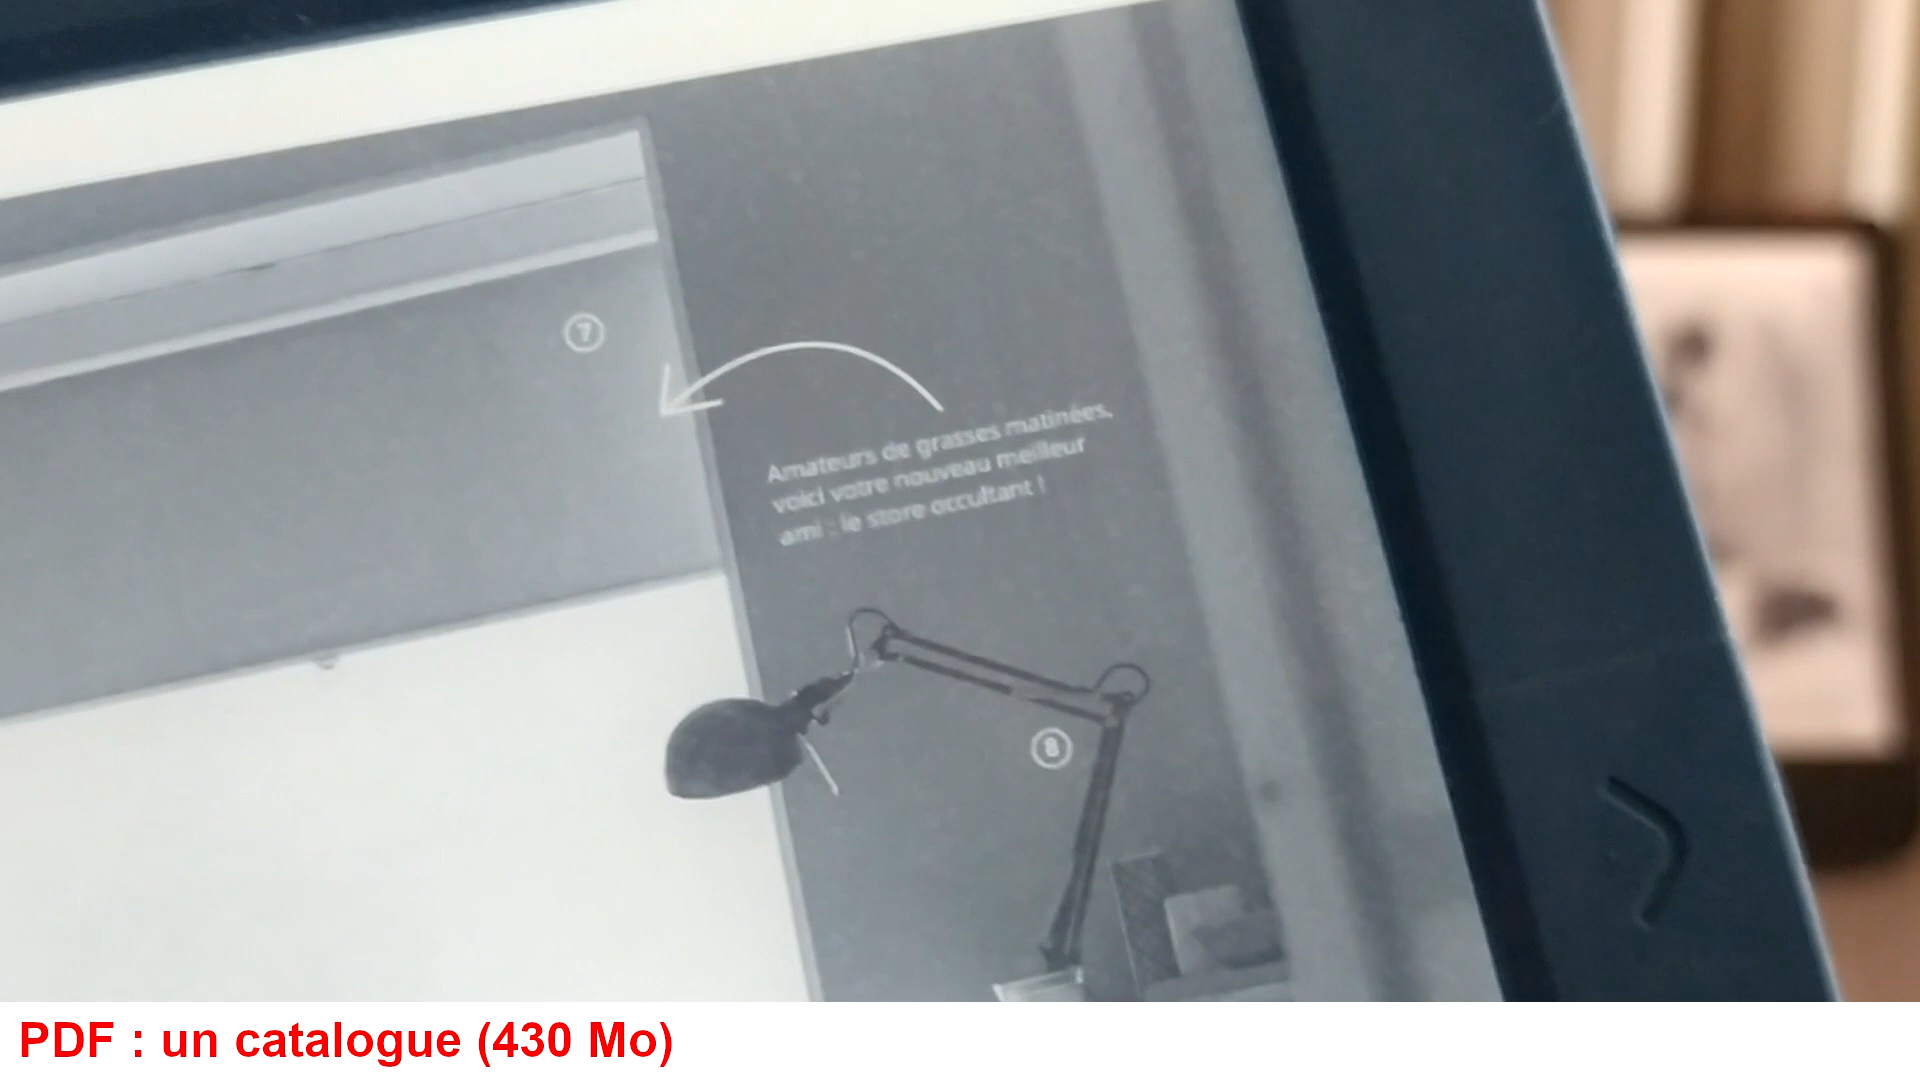 7
Amateurs de grasses matinées,
voici votre nouveau meilleur
ami : le store occultant !
8
PDF : un catalogue (430 Mo)